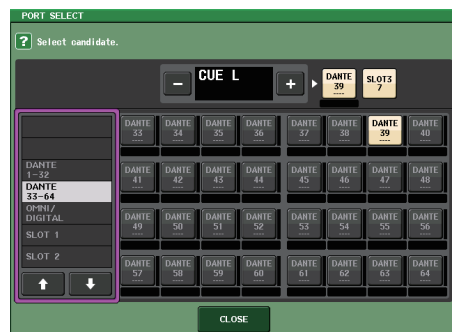 PORT SELECT
? Select candidate.
− CUE L + DANTE 39 ---- SLOT3 7
DANTE 33 ---- DANTE 34 ---- DANTE 35 ---- DANTE 36 ---- DANTE 37 ---- DANTE 38 ---- DANTE 39 ---- DANTE 40 ----
DANTE 1-32
DANTE 41 ---- DANTE 42 ---- DANTE 43 ---- DANTE 44 ---- DANTE 45 ---- DANTE 46 ---- DANTE 47 ---- DANTE 48 ----
DANTE 33-64
OMNI/ DIGITAL
DANTE 49 ---- DANTE 50 ---- DANTE 51 ---- DANTE 52 ---- DANTE 53 ---- DANTE 54 ---- DANTE 55 ---- DANTE 56 ----
SLOT 1
SLOT 2
DANTE 57 ---- DANTE 58 ---- DANTE 59 ---- DANTE 60 ---- DANTE 61 ---- DANTE 62 ---- DANTE 63 ---- DANTE 64 ----
CLOSE